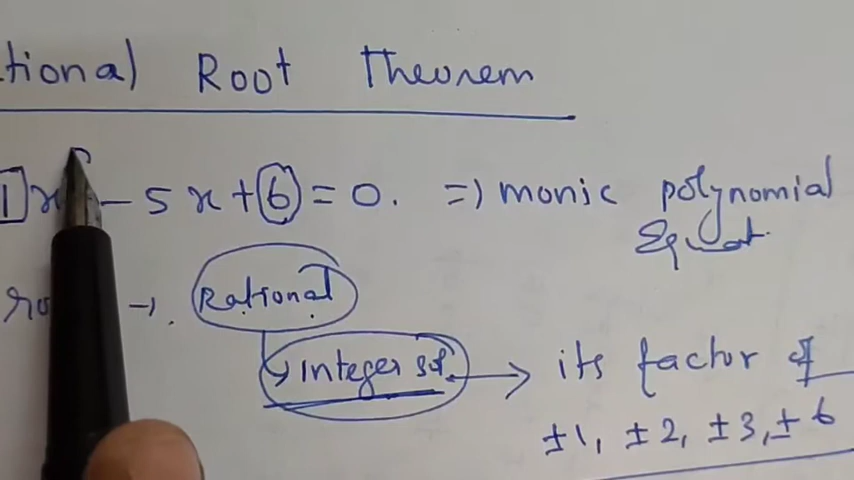 tional Root Theorem
1 x - 5x + 6 = 0. => monic polynomial
ro → . Rational
↳ integer sol. → its factor of
±1, ±2, ±3, ± 6